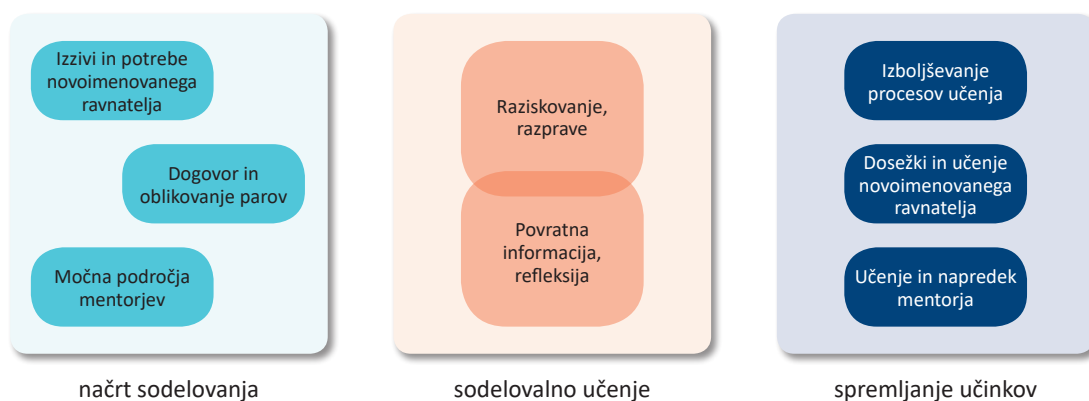 Izzivi in potrebe
novoimenovanega
ravnatelja
Dogovor in
oblikovanje parov
Močna področja
mentorjev
načrt sodelovanja
Raziskovanje,
razprave
Povratna
informacija,
refleksija
sodelovalno učenje
Izboljševanje
procesov učenja
Dosežki in učenje
novoimenovanega
ravnatelja
Učenje in napredek
mentorja
spremljanje učinkov